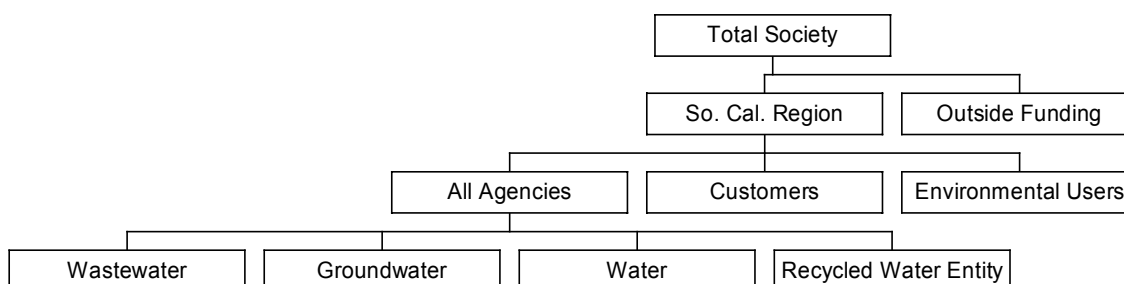 Total Society
So. Cal. Region
Outside Funding
All Agencies
Customers
Environmental Users
Wastewater
Groundwater
Water
Recycled Water Entity